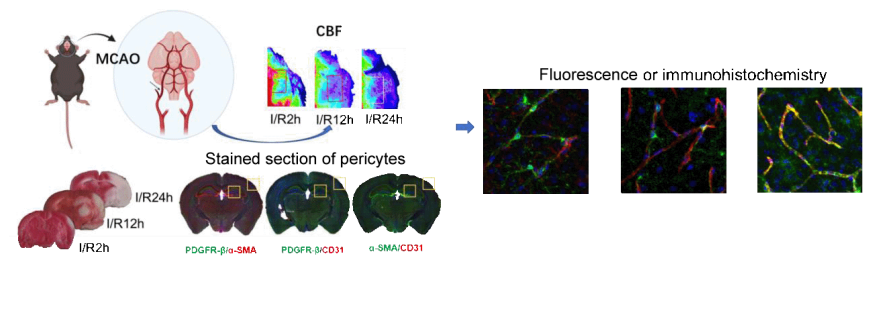 CBF
MCAO
I/R2h
I/R12h
I/R24h
Fluorescence or immunohistochemistry
Stained section of pericytes
I/R24h
I/R12h
I/R2h
PDGFR-β/α-SMA
PDGFR-β/CD31
α-SMA/CD31